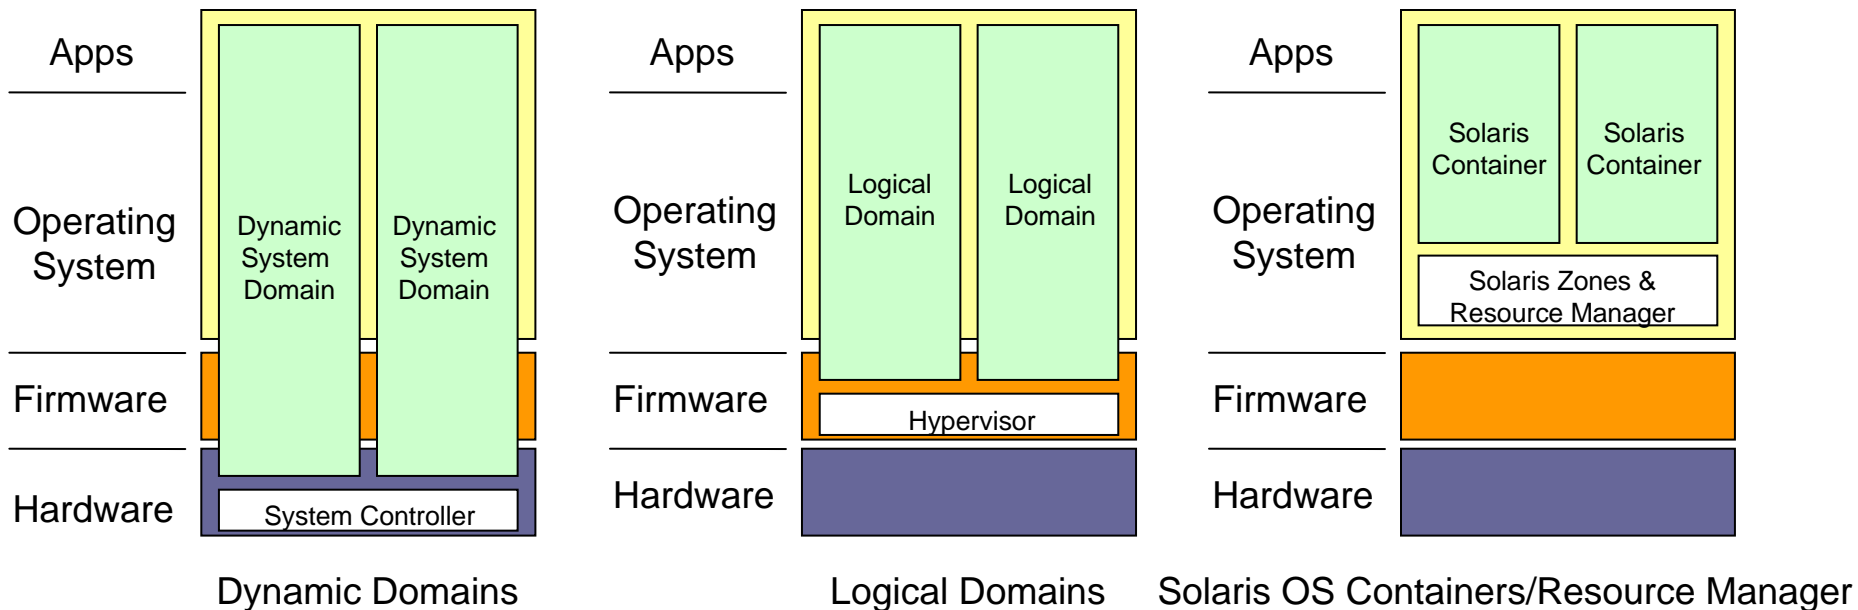 Apps
Operating
System
Firmware
Hardware
Dynamic
System
Domain
Dynamic
System
Domain
System Controller
Dynamic Domains
Apps
Operating
System
Firmware
Hardware
Logical
Domain
Logical
Domain
Hypervisor
Logical Domains
Apps
Operating
System
Firmware
Hardware
Solaris
Container
Solaris
Container
Solaris Zones &
Resource Manager
Solaris OS Containers/Resource Manager